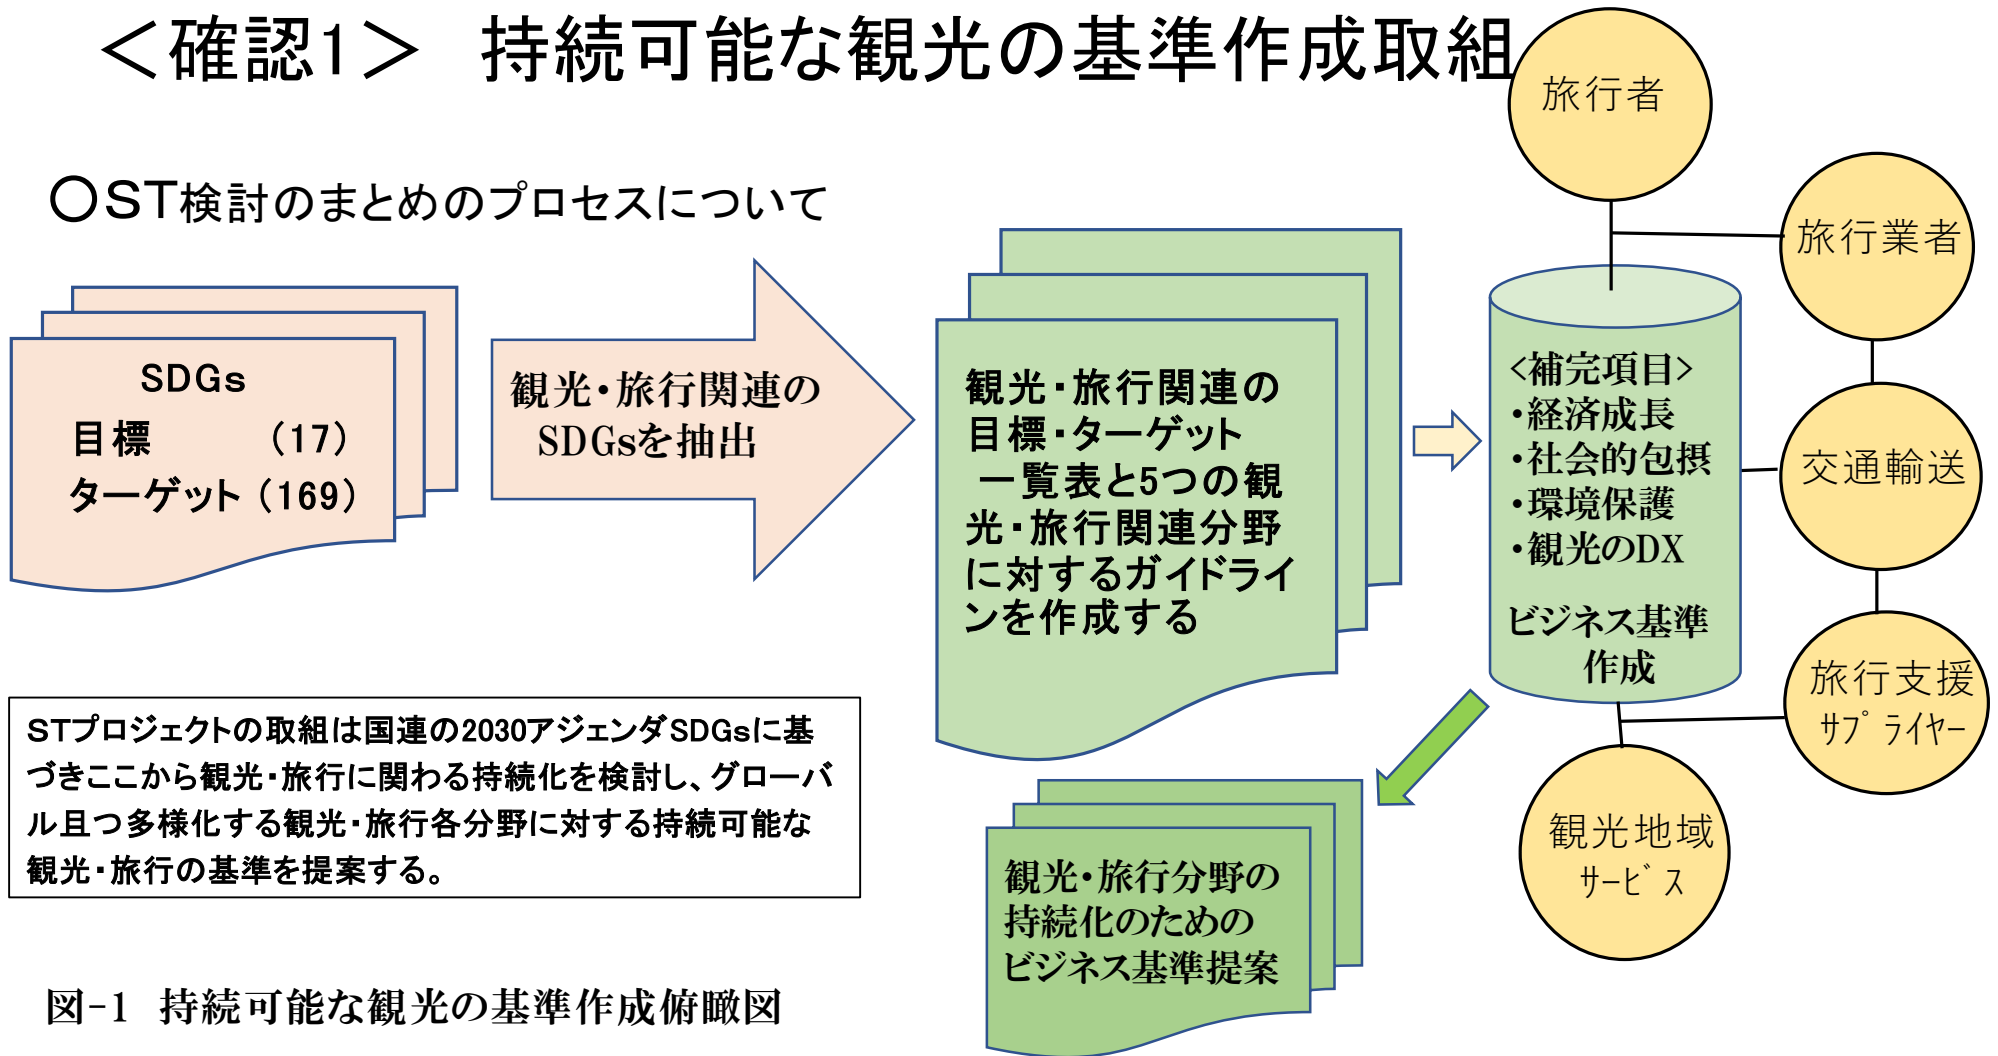 ＜確認1＞　持続可能な観光の基準作成取組
〇ST検討のまとめのプロセスについて
SDGs
目標　　　（17）
ターゲット（169）
観光・旅行関連の
SDGsを抽出
観光・旅行関連の
目標・ターゲット
一覧表と5つの観
光・旅行関連分野
に対するガイドライ
ンを作成する
<補完項目>
・経済成長
・社会的包摂
・環境保護
・観光のDX
ビジネス基準
作成
旅行者
旅行業者
交通輸送
旅行支援
ｻﾌﾟﾗｲﾔｰ
観光地域
ｻｰﾋﾞｽ
STプロジェクトの取組は国連の2030アジェンダSDGsに基
づきここから観光・旅行に関わる持続化を検討し、グローバ
ル且つ多様化する観光・旅行各分野に対する持続可能な
観光・旅行の基準を提案する。
観光・旅行分野の
持続化のための
ビジネス基準提案
図-1　持続可能な観光の基準作成俯瞰図